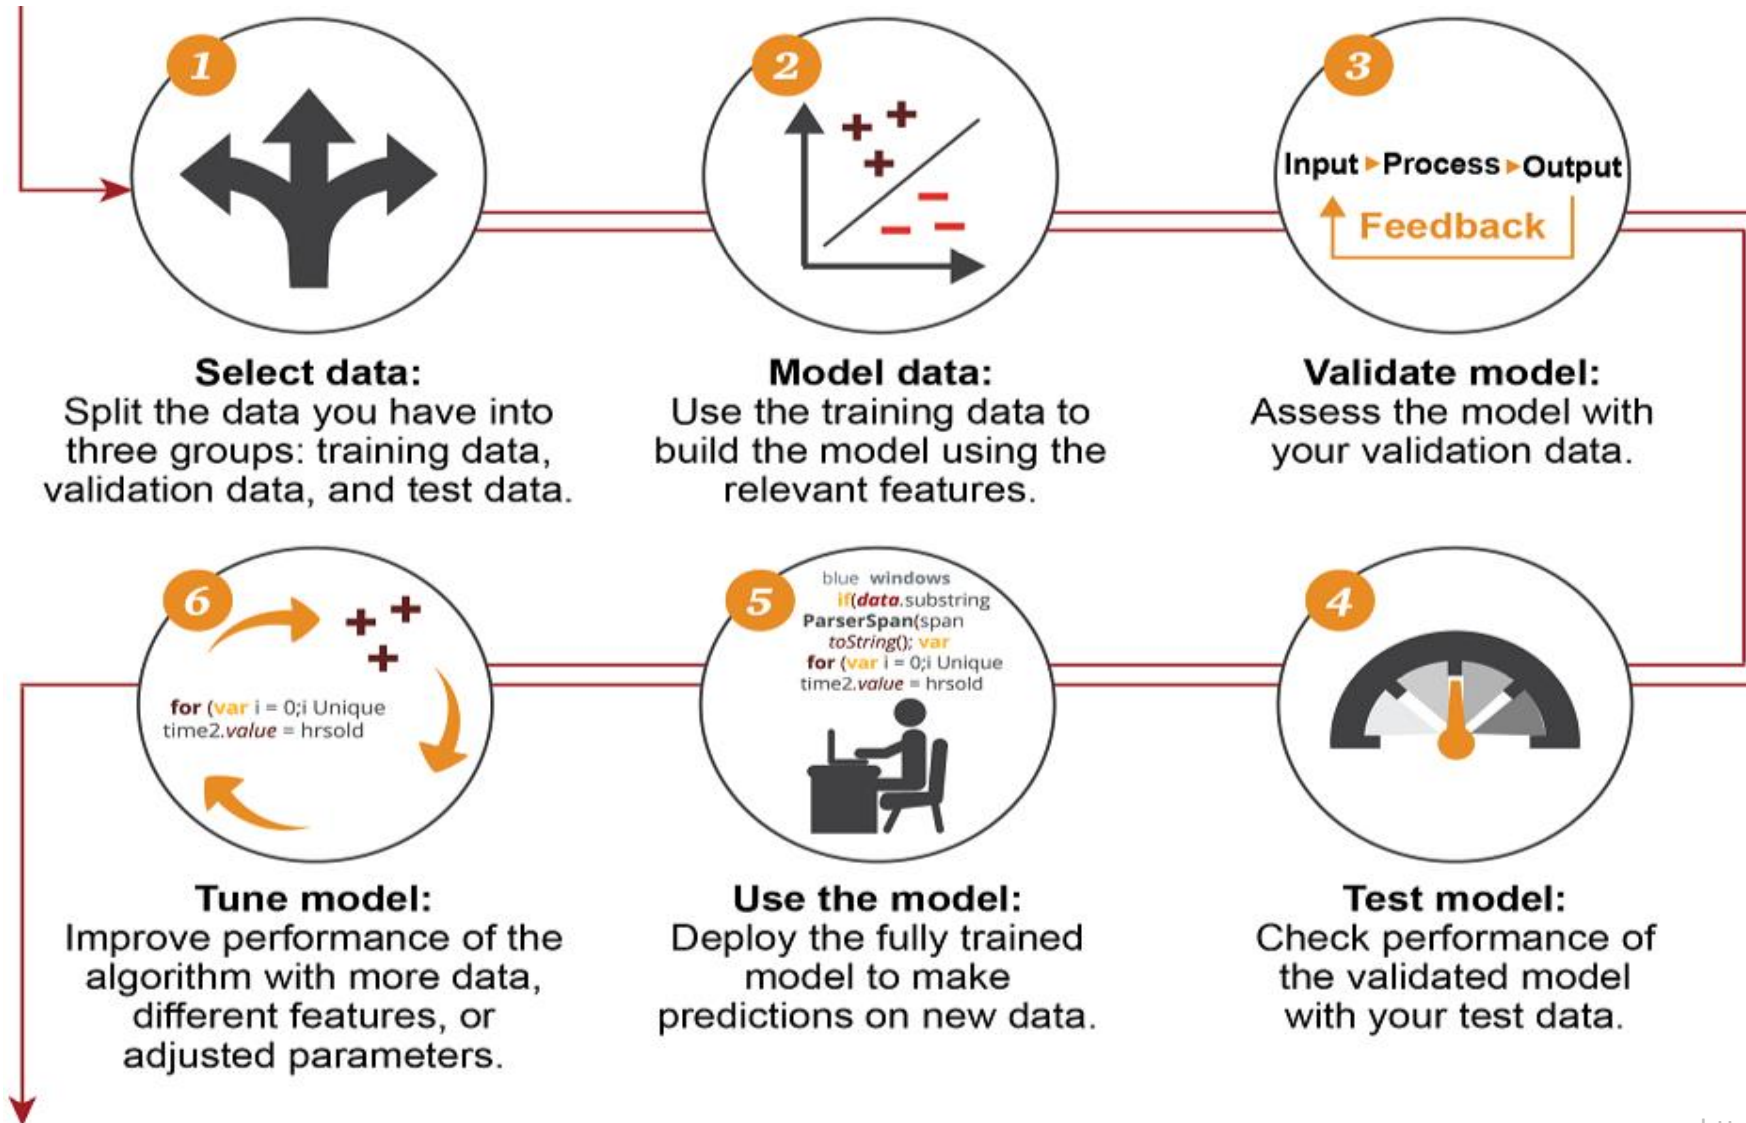 1
Input ▸ Process ▸ Output
Feedback
Select data:
Split the data you have into
three groups: training data,
validation data, and test data.
2
Model data:
Use the training data to
build the model using the
relevant features.
3
Validate model:
Assess the model with
your validation data.
4
Test model:
Check performance of
the validated model
with your test data.
5
blue windows
if(data.substring
ParserSpan(span
toString(); var
for (var i = 0;i Unique
time2.value = hrsold
Use the model:
Deploy the fully trained
model to make
predictions on new data.
6
for (var i = 0;i Unique
time2.value = hrsold
Tune model:
Improve performance of the
algorithm with more data,
different features, or
adjusted parameters.